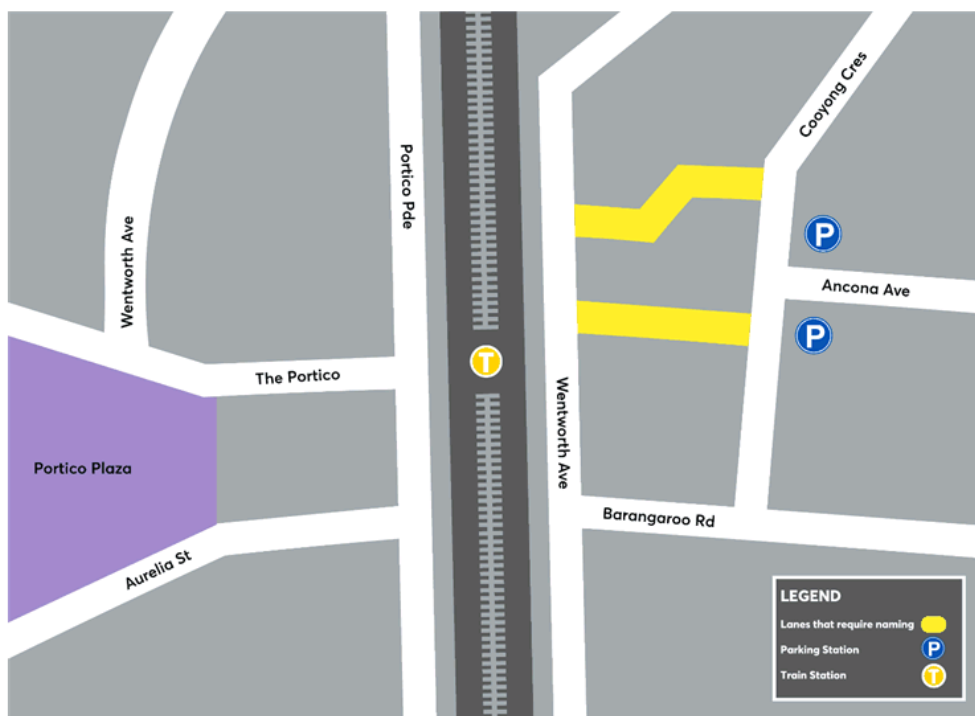 Cooyong Cres
Portico Pde
P
Wentworth Ave
Ancona Ave
P
T
The Portico
Wentworth Ave
Portico Plaza
Barangaroo Rd
Aurelia St
LEGEND
Lanes that require naming
Parking Station
P
Train Station
T